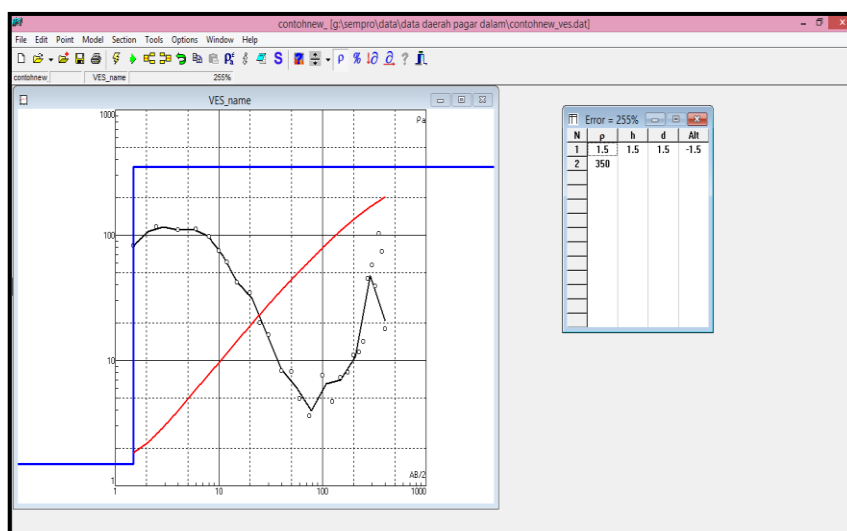 contohnew_ [g:\sempro\data\data daerah pagar dalam\contohnew_ves.dat]
File Edit Point Model Section Tools Options Window Help
contohnew_ VES_name 255%
VES_name
1000
ρa
100
10
1
AB/2
1 10 100 1000
Error = 255%
N ρ h d Alt
1 1.5 1.5 1.5 -1.5
2 350